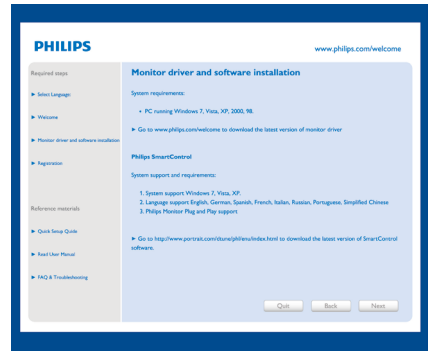 PHILIPS
www.philips.com/welcome
Required steps
► Select Language:
► Welcome
► Monitor driver and software installation
► Registration
Reference materials
► Quick Setup Guide
► Read User Manual
► FAQ & Troubleshooting
Monitor driver and software installation
System requirements:
• PC running Windows 7, Vista, XP, 2000, 98.
► Go to www.philips.com/welcome to download the latest version of monitor driver
Philips SmartControl
System support and requirements:
1. System support Windows 7, Vista, XP.
2. Language support English, German, Spanish, French, Italian, Russian, Portuguese, Simplified Chinese
3. Philips Monitor Plug and Play support
► Go to http://www.portrait.com/dtune/phl/enu/index.html to download the latest version of SmartControl
software.
Quit
Back
Next